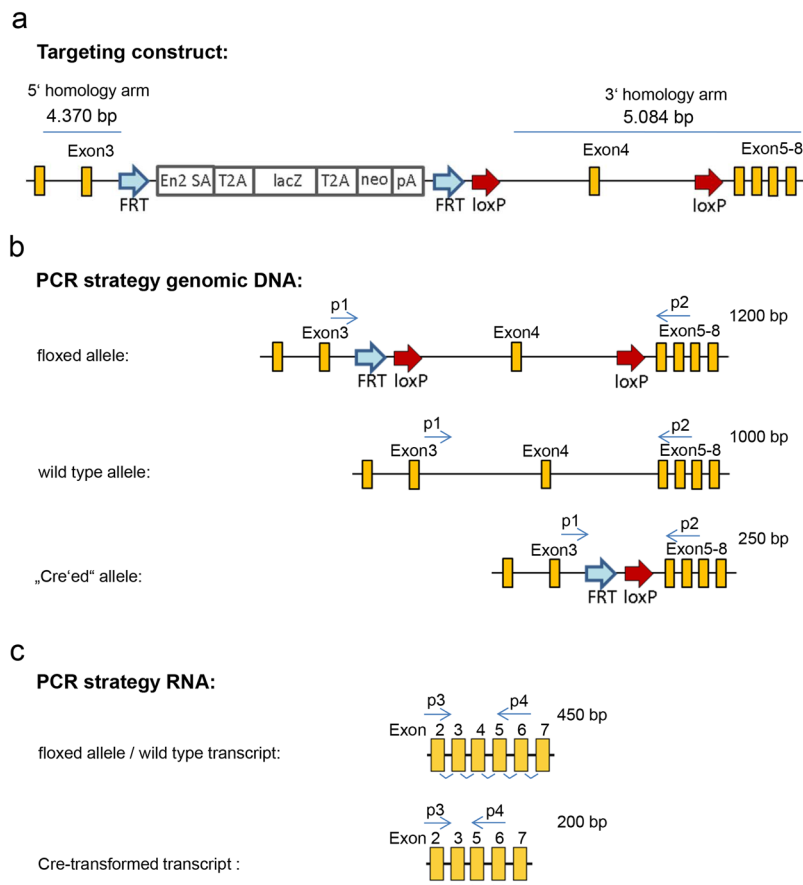 a
Targeting construct:
5‘ homology arm
4.370 bp
3‘ homology arm
5.084 bp
Exon3
Exon4
Exon5-8
En2 SA T2A lacZ T2A neo pA
FRT
FRT loxP
loxP
b
PCR strategy genomic DNA:
p1
p2
1200 bp
floxed allele:
Exon3
Exon4
Exon5-8
FRT loxP
loxP
p1
p2
1000 bp
wild type allele:
Exon3
Exon4
Exon5-8
p1
p2
250 bp
„Cre‘ed“ allele:
Exon3
Exon5-8
FRT loxP
c
PCR strategy RNA:
p3
p4
450 bp
Exon 2 3 4 5 6 7
floxed allele / wild type transcript:
p3
p4
200 bp
Exon 2 3 5 6 7
Cre-transformed transcript :